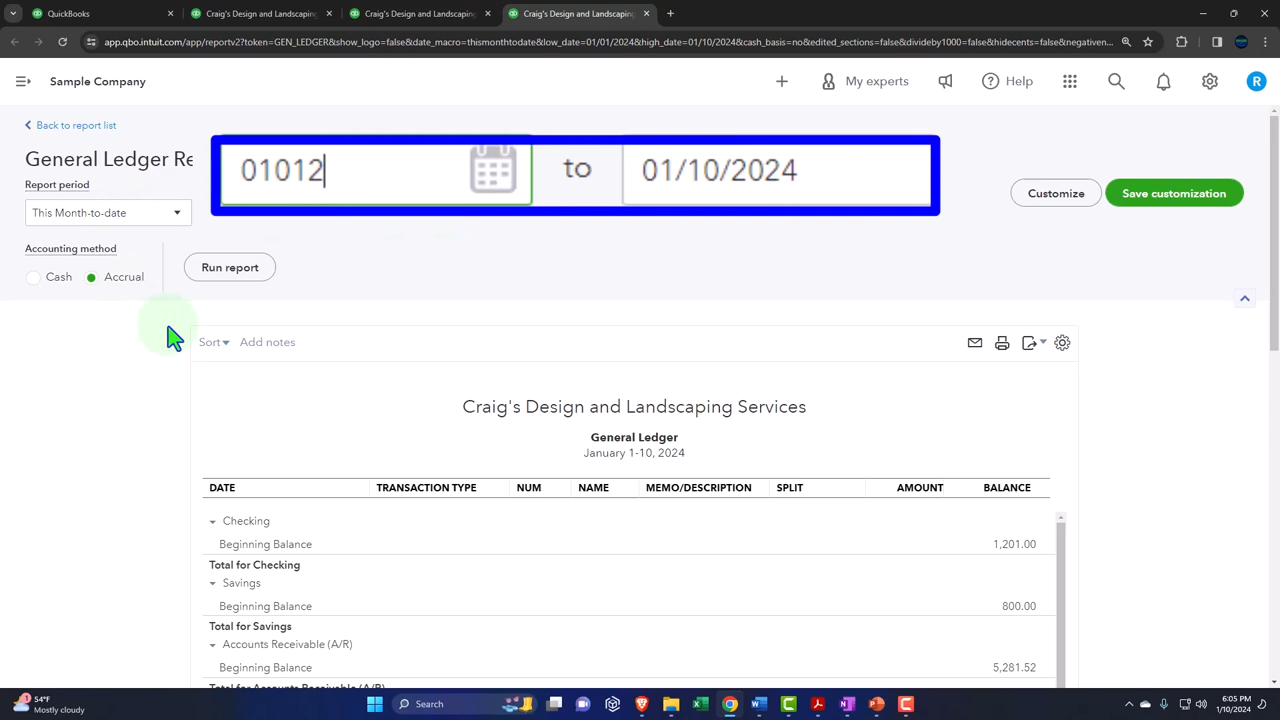 QuickBooks
Craig's Design and Landscaping
Craig's Design and Landscaping
Craig's Design and Landscaping
app.qbo.intuit.com/app/reportv2?token=GEN_LEDGER&show_logo=false&date_macro=thismonthtodate&low_date=01/01/2024&high_date=01/10/2024&cash_basis=no&edited_sections=false&divideby1000=false&hidecents=false&negativen...
Sample Company
My experts
Help
R
Back to report list
General Ledger Re
Report period
This Month-to-date
01012
to
01/10/2024
Customize
Save customization
Accounting method
Cash
Accrual
Run report
Sort
Add notes
Craig's Design and Landscaping Services
General Ledger
January 1-10, 2024
DATE TRANSACTION TYPE NUM NAME MEMO/DESCRIPTION SPLIT AMOUNT BALANCE
Checking
Beginning Balance 1,201.00
Total for Checking
Savings
Beginning Balance 800.00
Total for Savings
Accounts Receivable (A/R)
Beginning Balance 5,281.52
Total for Accounts Receivable (A/R)
54°F
Mostly cloudy
Search
6:05 PM
1/10/2024